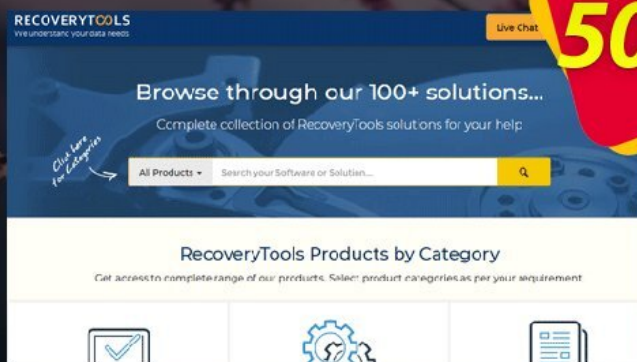 RECOVERYTOOLS
We understand your data needs
Live Chat
50
Browse through our 100+ solutions...
Complete collection of RecoveryTools solutions for your help
Click here
for Categories
All Products
Search your Software or Solution....
RecoveryTools Products by Category
Get access to complete range of our products. Select product categories as per your requirement